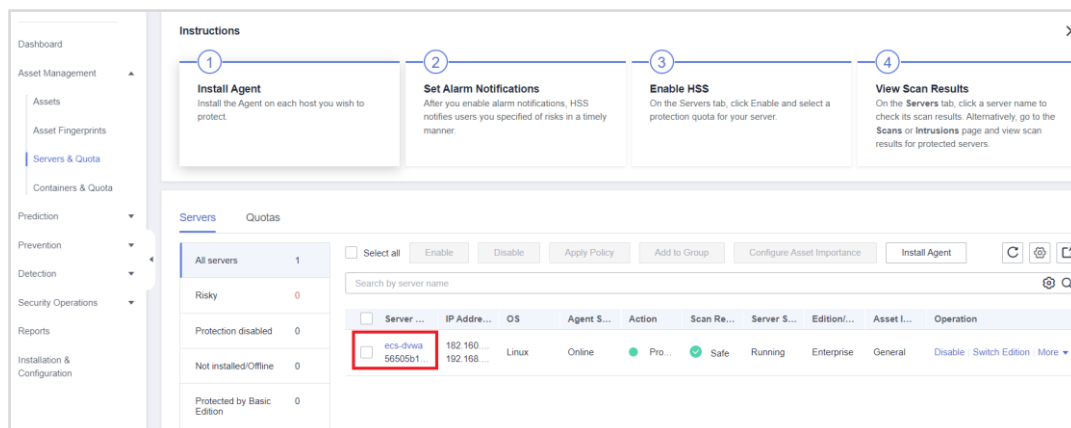 Dashboard
Asset Management
Assets
Asset Fingerprints
Servers & Quota
Containers & Quota
Prediction
Prevention
Detection
Security Operations
Reports
Installation &
Configuration
Instructions
1
Install Agent
Install the Agent on each host you wish to
protect.
2
Set Alarm Notifications
After you enable alarm notifications, HSS
notifies users you specified of risks in a timely
manner.
3
Enable HSS
On the Servers tab, click Enable and select a
protection quota for your server.
4
View Scan Results
On the Servers tab, click a server name to
check its scan results. Alternatively, go to the
Scans or Intrusions page and view scan
results for protected servers.
Servers Quotas
All servers 1
Risky 0
Protection disabled 0
Not installed/Offline 0
Protected by Basic
Edition 0
Select all Enable Disable Apply Policy Add to Group Configure Asset Importance Install Agent
Search by server name
Server ... IP Addre... OS Agent S... Action Scan Re... Server S... Edition/... Asset I... Operation
ecs-dvwa 182.160....
56505b1... 192.168....
Linux Online Pro... Safe Running Enterprise General Disable Switch Edition More